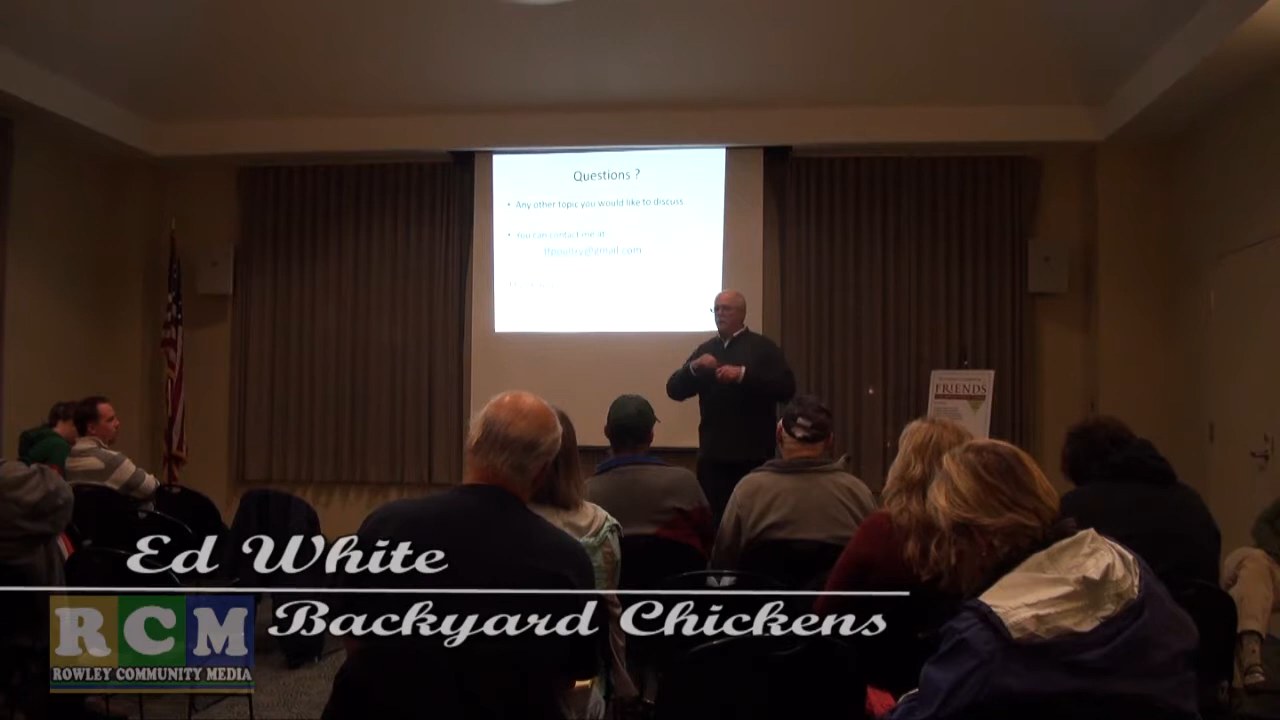 Questions ?
• Any other topic you would like to discuss
• You can contact me at
FRIENDS
Ed White
Backyard Chickens
RCM
ROWLEY COMMUNITY MEDIA